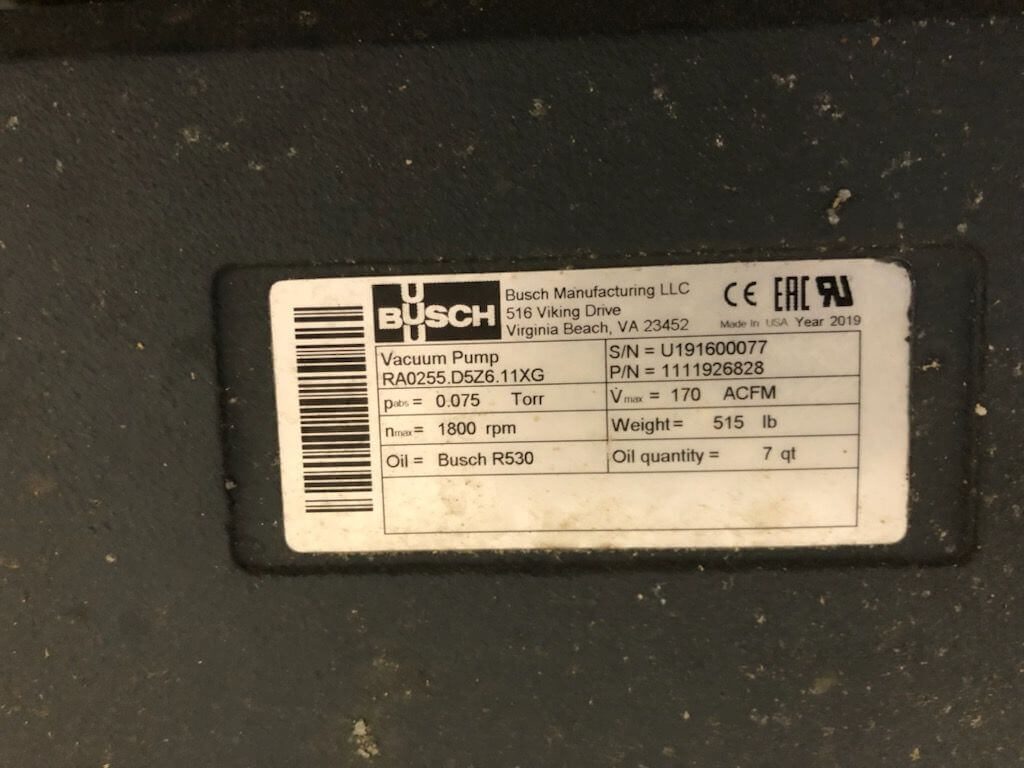 BUSCH
BUSCH
Busch Manufacturing LLC
516 Viking Drive
Virginia Beach, VA 23452
CE EAC RU
Made In USA Year 2019
Vacuum Pump
RA0255.D5Z6.11XG
S/N = U191600077
P/N = 1111926828
pabs = 0.075 Torr
V̇max = 170 ACFM
nmax= 1800 rpm
Weight= 515 lb
Oil = Busch R530
Oil quantity = 7 qt